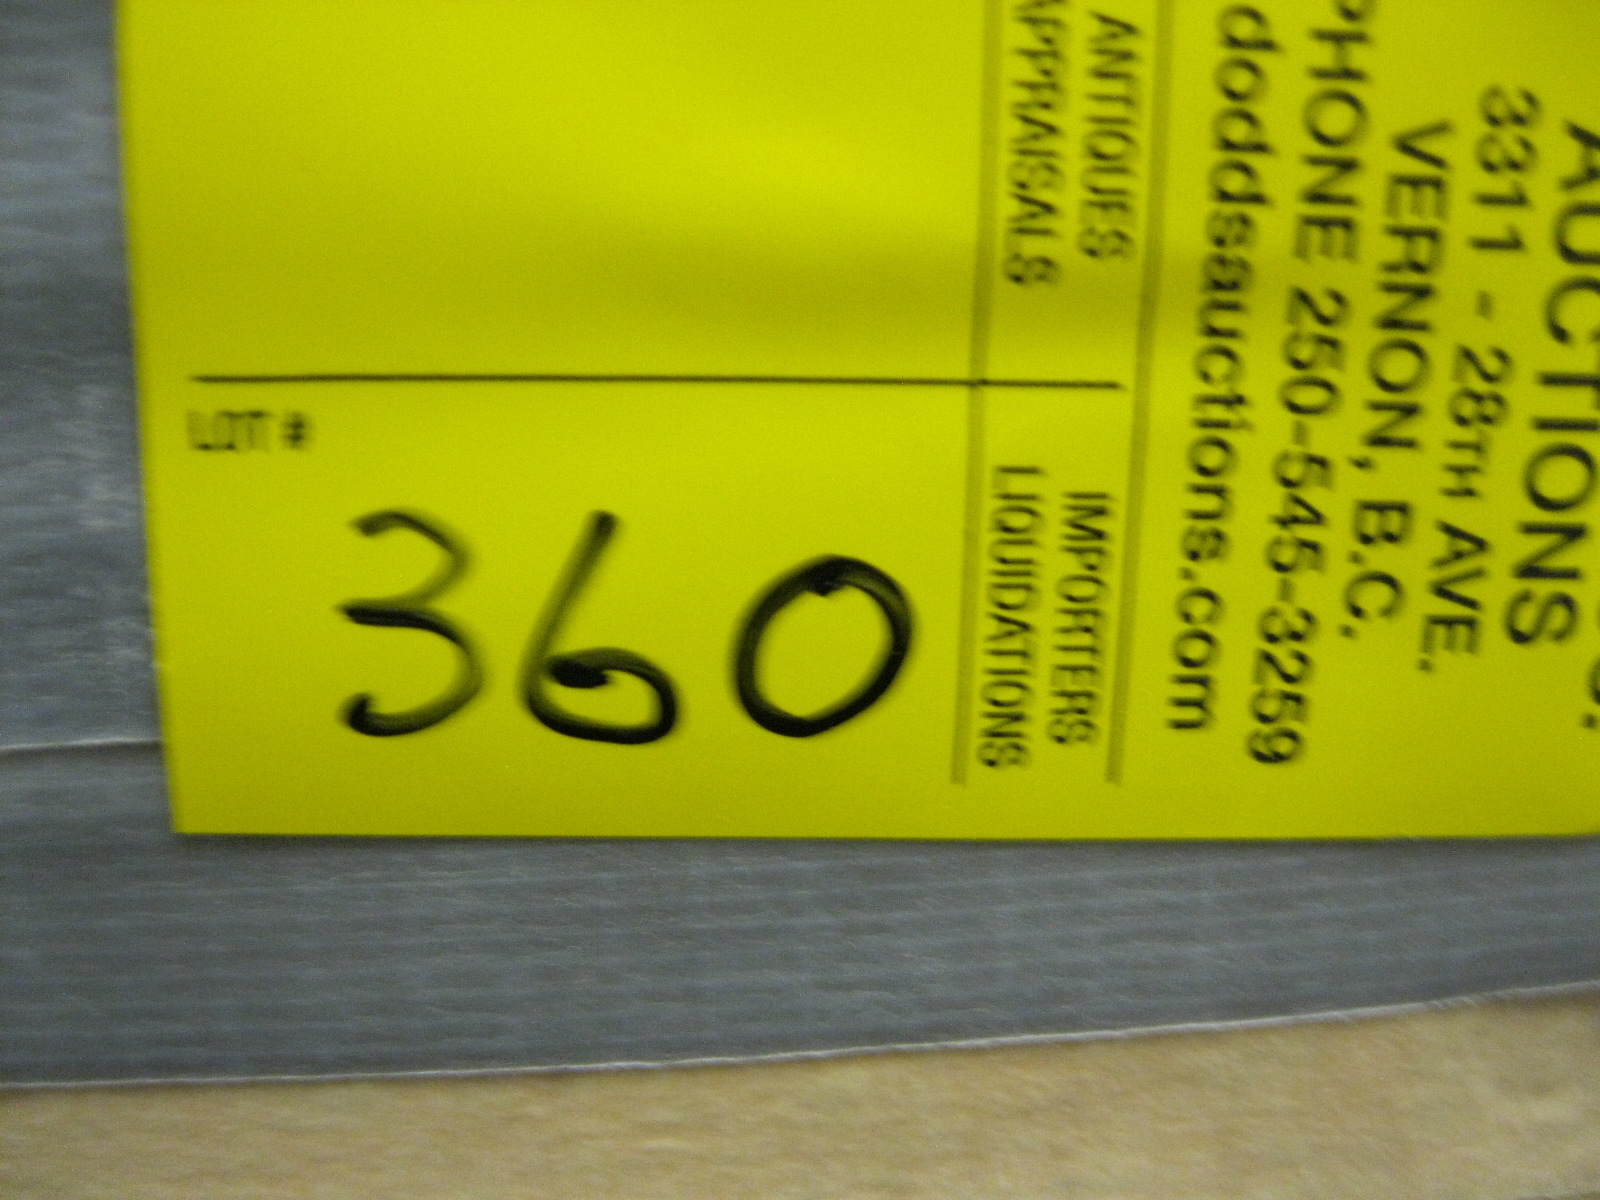 AUCTIONS
3311 - 28TH AVE.
VERNON, B.C.
PHONE 250-545-3259
doddsauctions.com
ANTIQUES IMPORTERS
APPRAISALS LIQUIDATIONS
LOT #
360